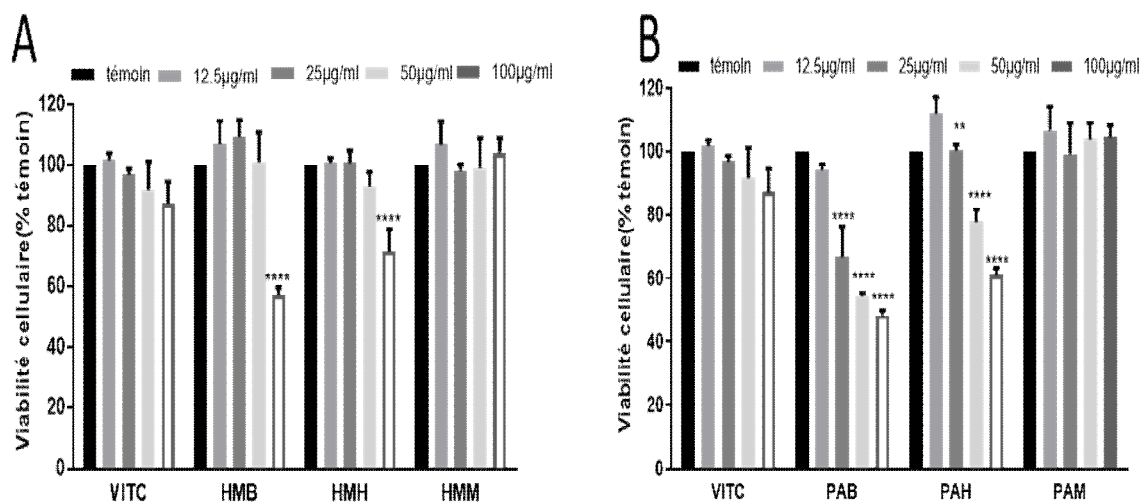 A
témoin 12.5µg/ml 25µg/ml 50µg/ml 100µg/ml
Viabilité cellulaire(% témoin)
120
100
80
60
40
20
0
****
****
VITC HMB HMH HMM
B
témoin 12.5µg/ml 25µg/ml 50µg/ml 100µg/ml
Viabilité cellulaire(% témoin)
120
100
80
60
40
20
0
****
****
****
**
****
****
VITC PAB PAH PAM